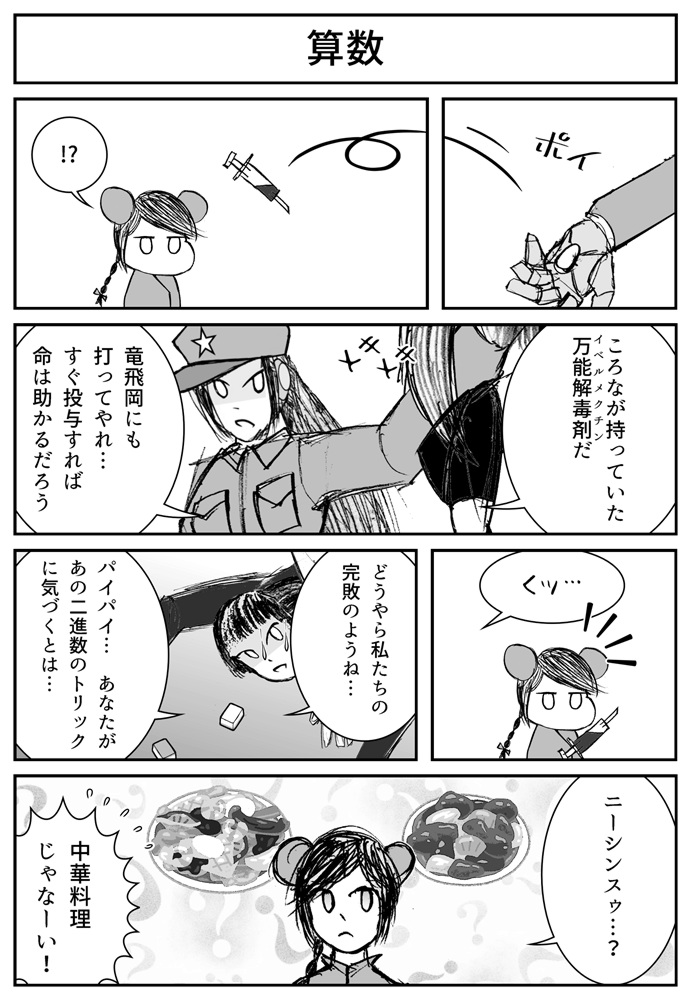 算数
ポイ
!?
ころなが持っていた
イベルメクチン
万能解毒剤だ
メキメキ
竜飛岡にも
打ってやれ…
すぐ投与すれば
命は助かるだろう
くッ…
どうやら私たちの
完敗のようね…
パイパイ… あなたが
あの二進数のトリック
に気づくとは…
ニーシンスゥ…?
中華料理
じゃなーい!